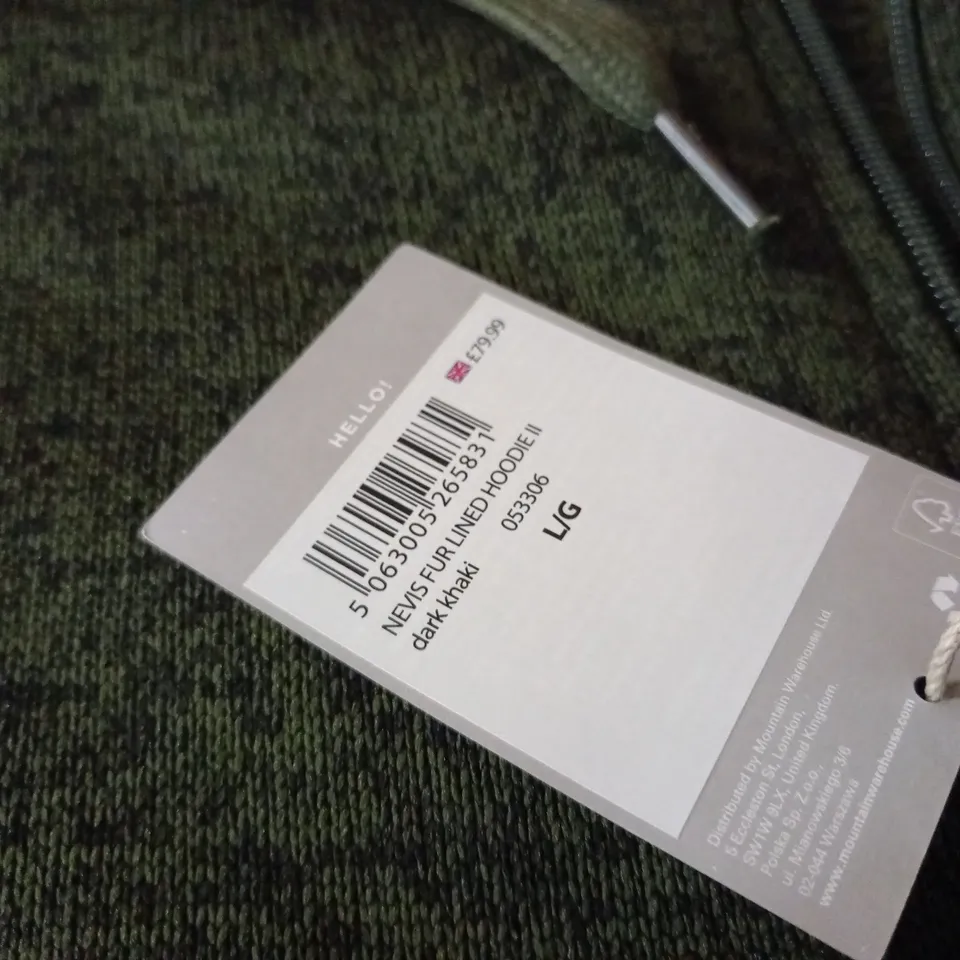 HELLO!
£79.99
5 063005 265831
NEVIS FUR LINED HOODIE II
dark khaki 053306
L/G
Distributed by Mountain Warehouse Ltd
5 Eccleston St, London,
SW1W 9LX, United Kingdom.
Polska Sp. Z.o.o.,
ul. Mianowskiego 3/6
02-044 Warszawa
www.mountainwarehouse.com